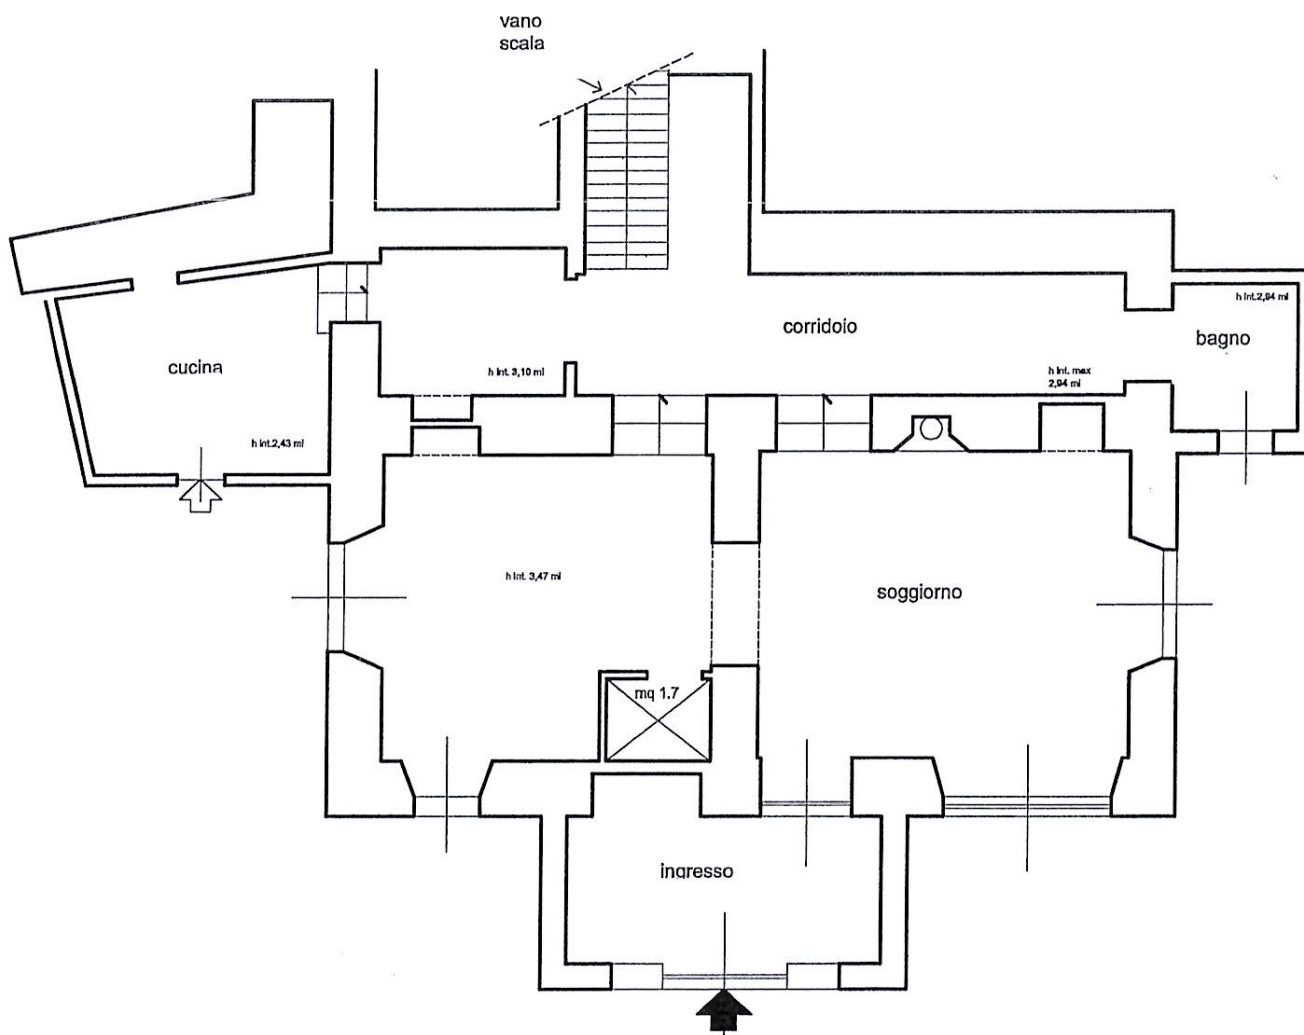 vano
scala
h int.2,94 ml
corridoio
bagno
cucina
h int. 3,10 ml
h int. max
2,94 ml
h int.2,43 ml
h int. 3,47 ml
soggiorno
mq 1.7
ingresso